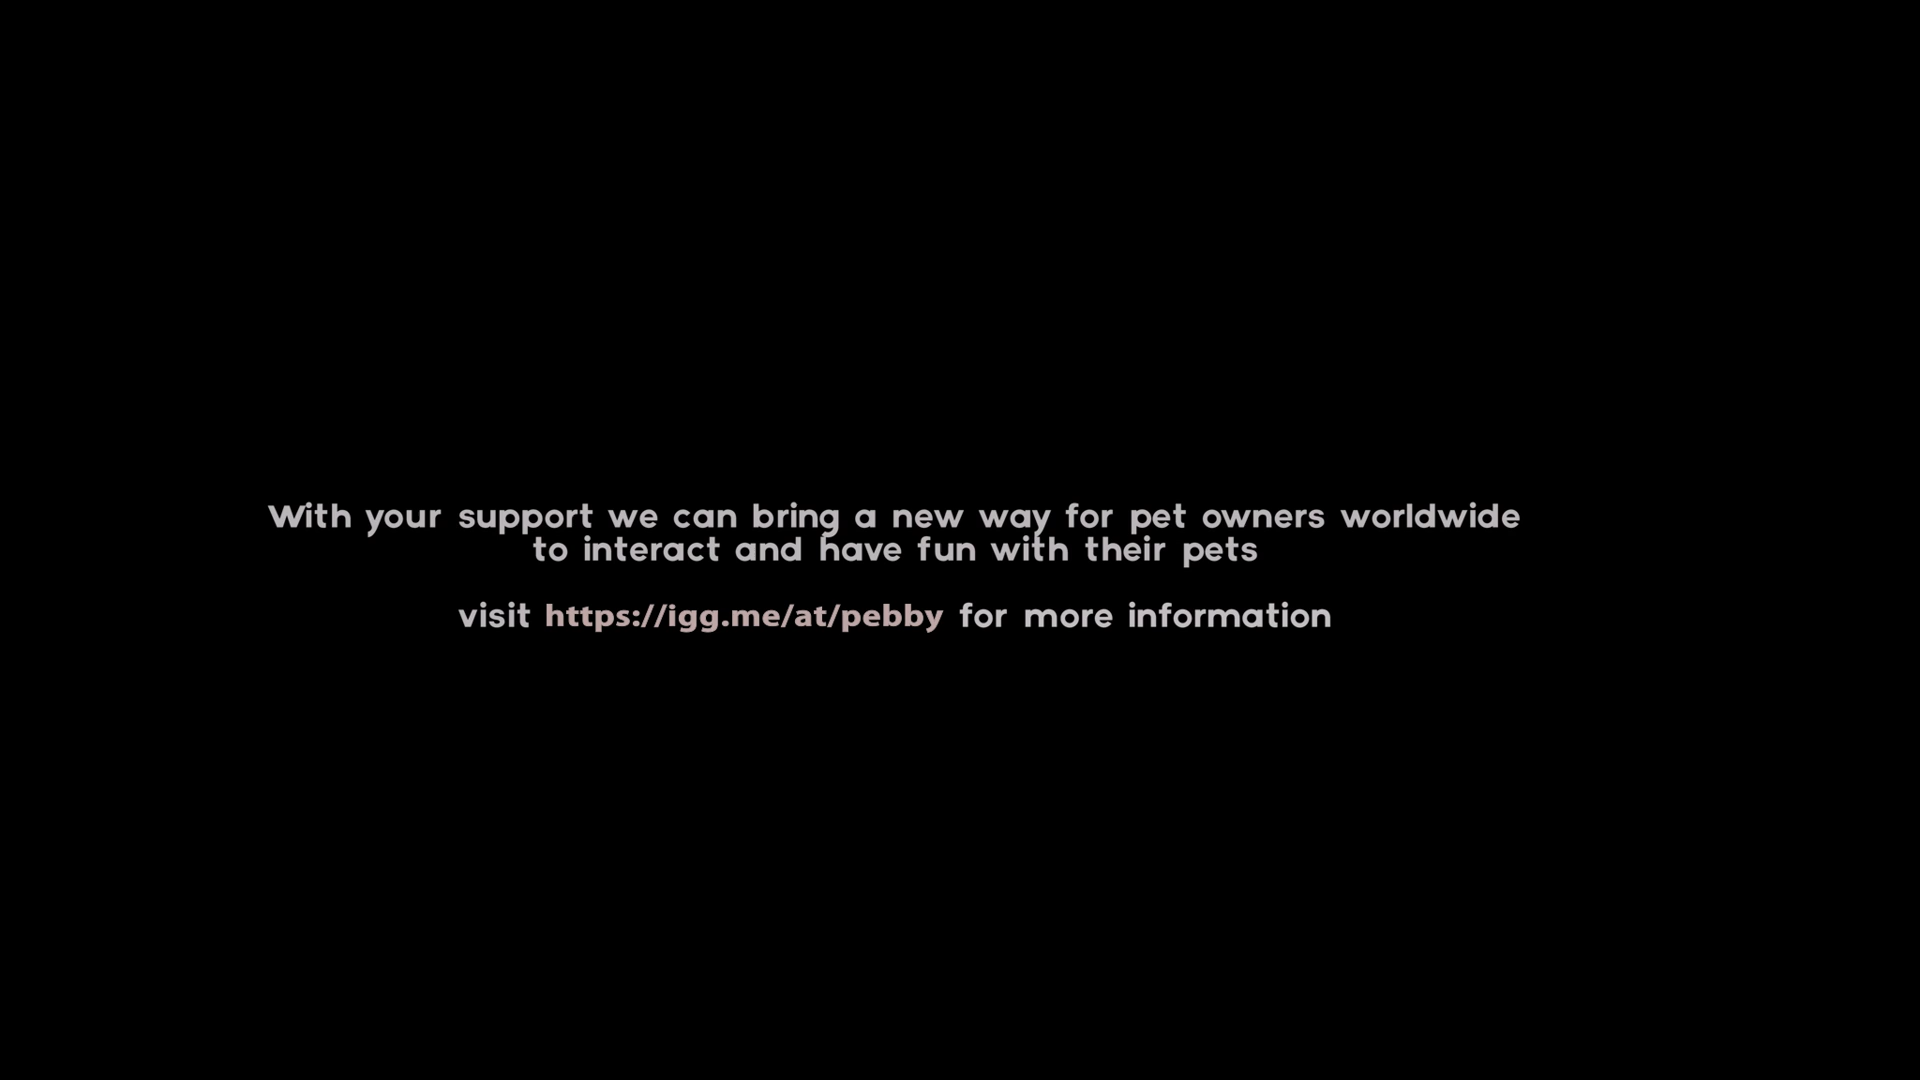 With your support we can bring a new way for pet owners worldwide
to interact and have fun with their pets
visit https://igg.me/at/pebby for more information